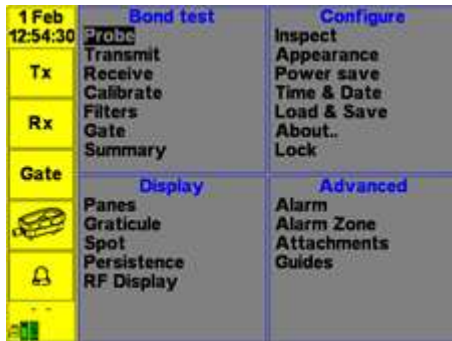 1 Feb
12:54:30
Tx
Rx
Gate
Bond test
Probe
Transmit
Receive
Calibrate
Filters
Gate
Summary
Configure
Inspect
Appearance
Power save
Time & Date
Load & Save
About..
Lock
Display
Panes
Graticule
Spot
Persistence
RF Display
Advanced
Alarm
Alarm Zone
Attachments
Guides